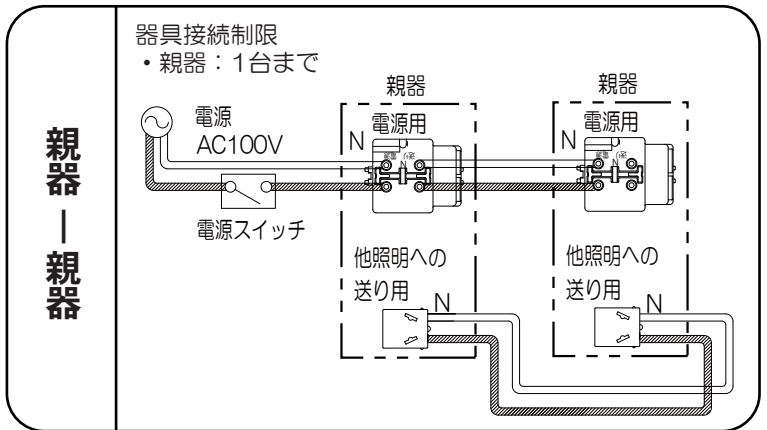 親器―親器
器具接続制限
・親器：1台まで
電源
AC100V
電源スイッチ
親器
電源用
N
他照明への
送り用
N
親器
電源用
N
他照明への
送り用
N